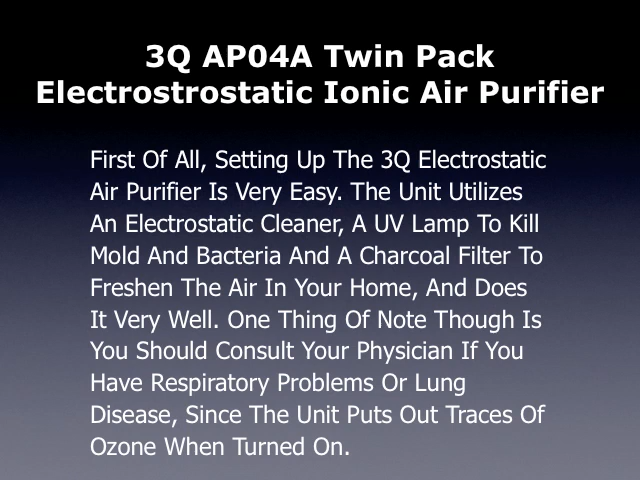 3Q AP04A Twin Pack
Electrostrostatic Ionic Air Purifier
First Of All, Setting Up The 3Q Electrostatic
Air Purifier Is Very Easy. The Unit Utilizes
An Electrostatic Cleaner, A UV Lamp To Kill
Mold And Bacteria And A Charcoal Filter To
Freshen The Air In Your Home, And Does
It Very Well. One Thing Of Note Though Is
You Should Consult Your Physician If You
Have Respiratory Problems Or Lung
Disease, Since The Unit Puts Out Traces Of
Ozone When Turned On.